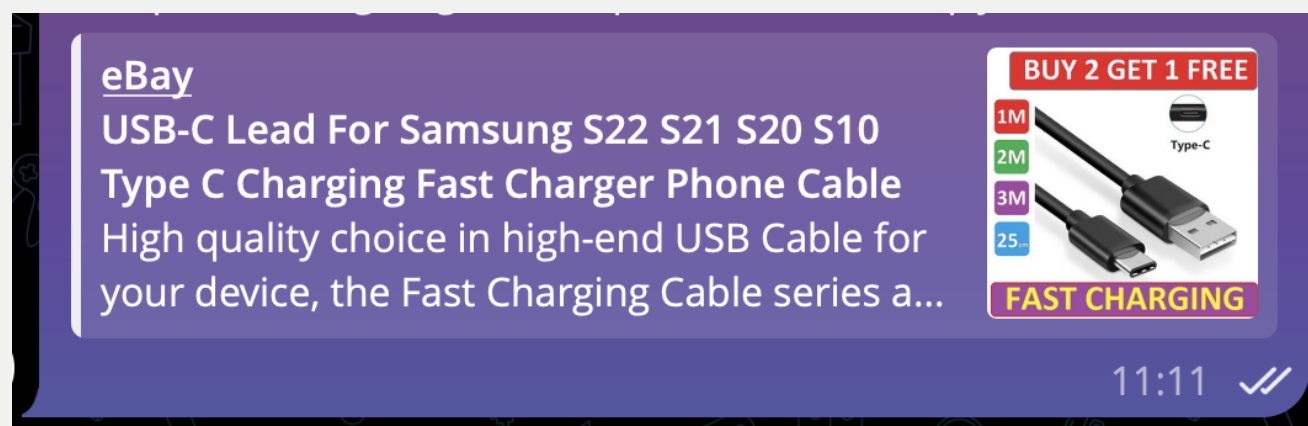 eBay
USB-C Lead For Samsung S22 S21 S20 S10
Type C Charging Fast Charger Phone Cable
High quality choice in high-end USB Cable for
your device, the Fast Charging Cable series a...
BUY 2 GET 1 FREE
1M
Type-C
2M
3M
25cm
FAST CHARGING
11:11